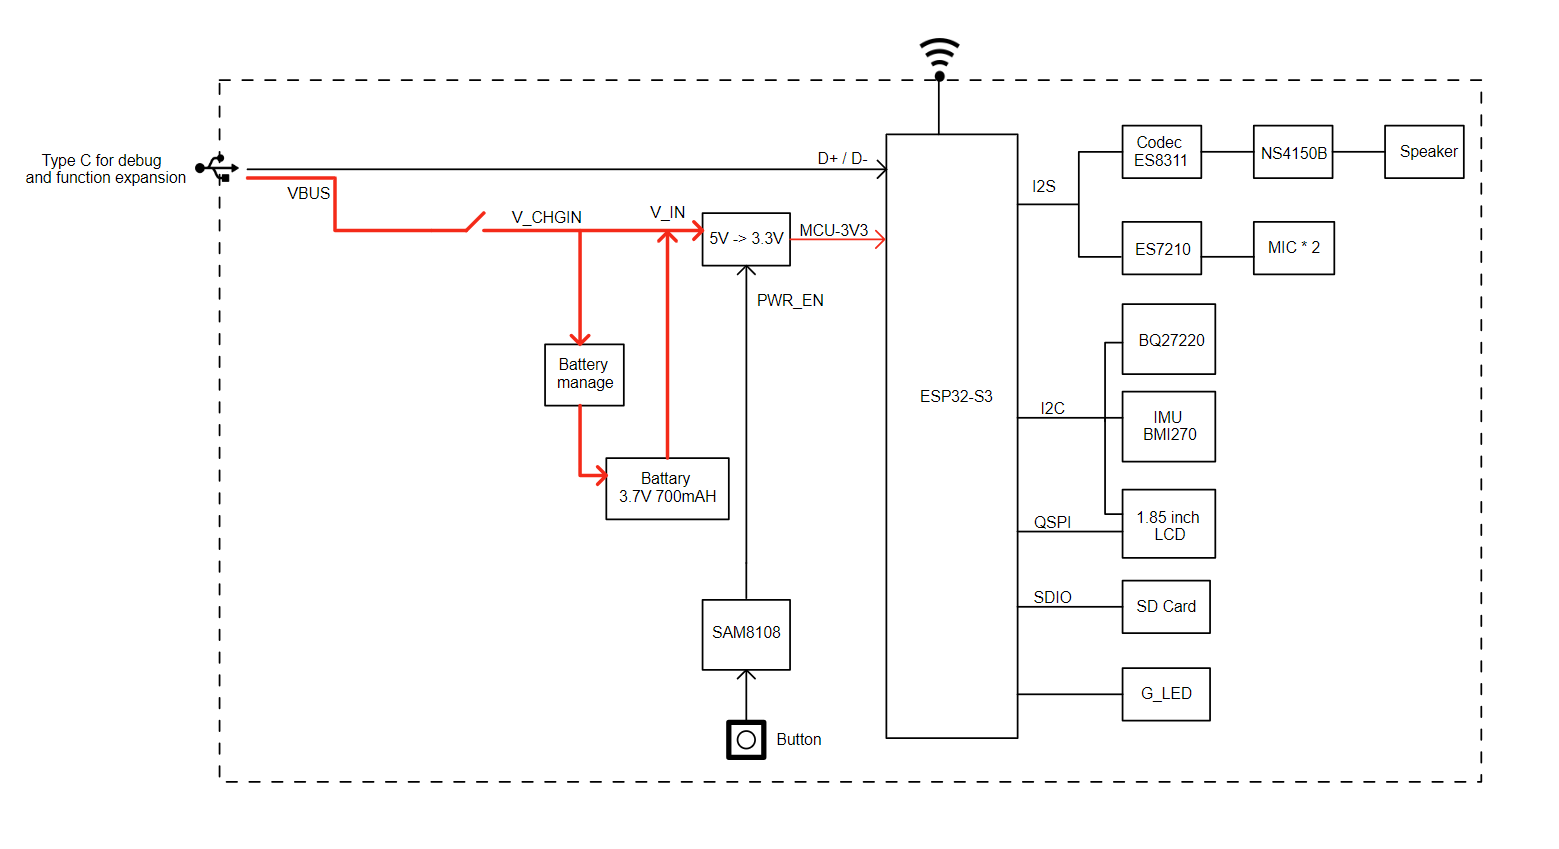 Type C for debug
and function expansion
VBUS
V_CHGIN
V_IN
D+ / D-
5V -> 3.3V
MCU-3V3
PWR_EN
Battery
manage
Battary
3.7V 700mAH
SAM8108
Button
ESP32-S3
I2S
Codec
ES8311
NS4150B
Speaker
ES7210
MIC * 2
I2C
BQ27220
IMU
BMI270
QSPI
1.85 inch
LCD
SDIO
SD Card
G_LED